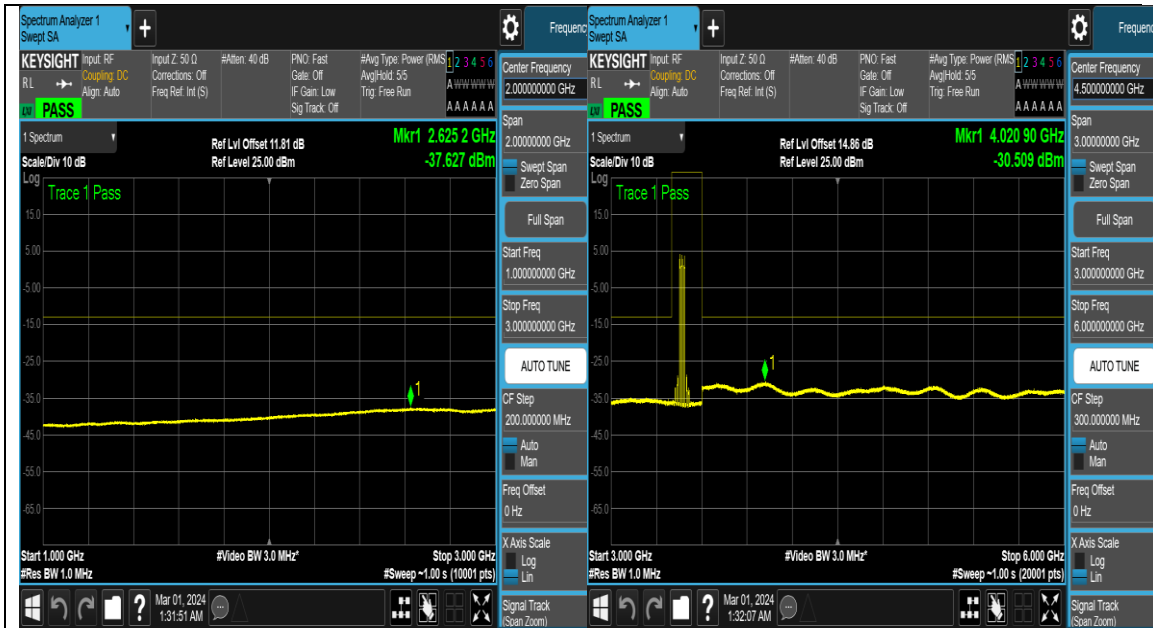 Spectrum Analyzer 1
Swept SA
+
Frequenc
KEYSIGHT
RL
Input: RF
Coupling: DC
Align: Auto
Input Z: 50 Ω
Corrections: Off
Freq Ref: Int (S)
#Atten: 40 dB
PNO: Fast
Gate: Off
IF Gain: Low
Sig Track: Off
#Avg Type: Power (RMS
Avg|Hold: 5/5
Trig: Free Run
1 2 3 4 5 6
A W W W W W
A A A A A A
PASS
1 Spectrum
Scale/Div 10 dB
Ref Lvl Offset 11.81 dB
Ref Level 25.00 dBm
Mkr1 2.625 2 GHz
-37.627 dBm
Log
Trace 1 Pass
15.0
5.00
-5.00
-15.0
-25.0
-35.0
-45.0
-55.0
-65.0
1
Start 1.000 GHz
#Res BW 1.0 MHz
#Video BW 3.0 MHz*
Stop 3.000 GHz
#Sweep ~1.00 s (10001 pts)
Center Frequency
2.000000000 GHz
Span
2.00000000 GHz
Swept Span
Zero Span
Full Span
Start Freq
1.000000000 GHz
Stop Freq
3.000000000 GHz
AUTO TUNE
CF Step
200.000000 MHz
Auto
Man
Freq Offset
0 Hz
X Axis Scale
Log
Lin
Signal Track
(Span Zoom)
?
Mar 01, 2024
1:31:51 AM
Spectrum Analyzer 1
Swept SA
+
Frequenc
KEYSIGHT
RL
Input: RF
Coupling: DC
Align: Auto
Input Z: 50 Ω
Corrections: Off
Freq Ref: Int (S)
#Atten: 40 dB
PNO: Fast
Gate: Off
IF Gain: Low
Sig Track: Off
#Avg Type: Power (RMS
Avg|Hold: 5/5
Trig: Free Run
1 2 3 4 5 6
A W W W W W
A A A A A A
PASS
1 Spectrum
Scale/Div 10 dB
Ref Lvl Offset 14.86 dB
Ref Level 25.00 dBm
Mkr1 4.020 90 GHz
-30.509 dBm
Log
Trace 1 Pass
15.0
5.00
-5.00
-15.0
-25.0
-35.0
-45.0
-55.0
-65.0
1
Start 3.000 GHz
#Res BW 1.0 MHz
#Video BW 3.0 MHz*
Stop 6.000 GHz
#Sweep ~1.00 s (20001 pts)
Center Frequency
4.500000000 GHz
Span
3.00000000 GHz
Swept Span
Zero Span
Full Span
Start Freq
3.000000000 GHz
Stop Freq
6.000000000 GHz
AUTO TUNE
CF Step
300.000000 MHz
Auto
Man
Freq Offset
0 Hz
X Axis Scale
Log
Lin
Signal Track
(Span Zoom)
?
Mar 01, 2024
1:32:07 AM